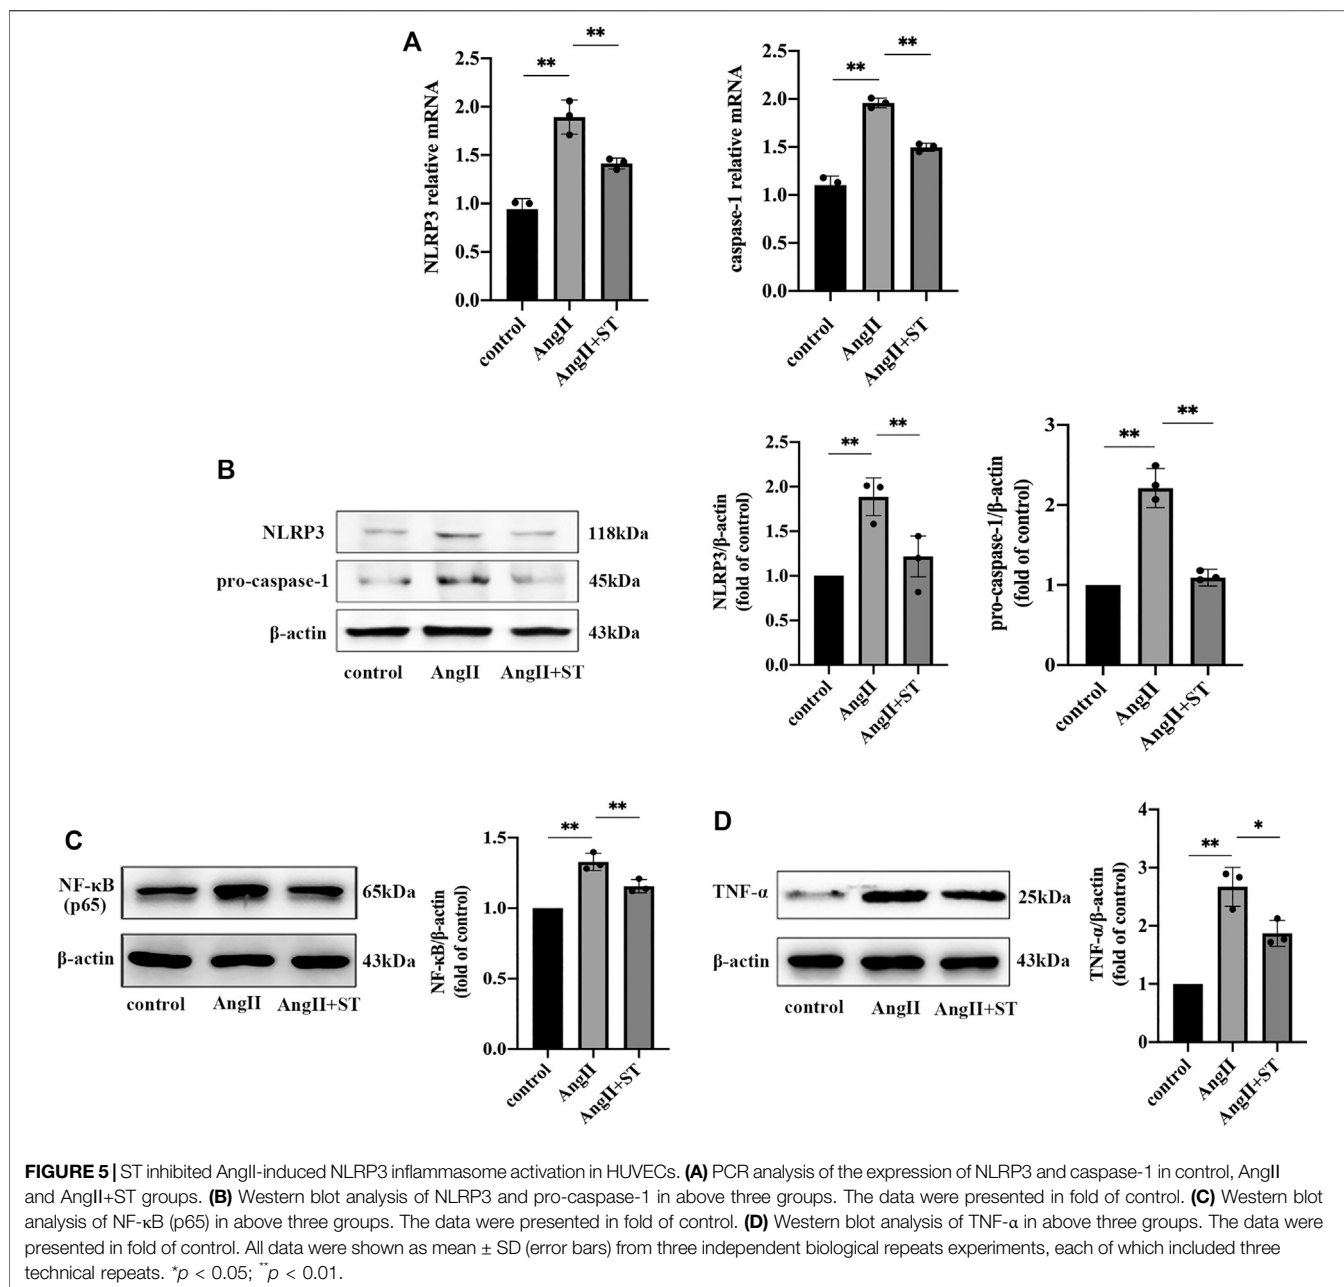 A
**
**
2.5
2.0
1.5
1.0
0.5
0.0
NLRP3 relative mRNA
control
AngII
AngII+ST
**
**
2.5
2.0
1.5
1.0
0.5
0.0
caspase-1 relative mRNA
control
AngII
AngII+ST
B
NLRP3
118kDa
pro-caspase-1
45kDa
β-actin
43kDa
control AngII AngII+ST
**
**
2.5
2.0
1.5
1.0
0.5
0.0
NLRP3/β-actin
(fold of control)
control
AngII
AngII+ST
**
**
3
2
1
0
pro-caspase-1/β-actin
(fold of control)
control
AngII
AngII+ST
C
NF-κB
(p65)
65kDa
β-actin
43kDa
control AngII AngII+ST
**
**
1.5
1.0
0.5
0.0
NF-κB/β-actin
(fold of control)
control
AngII
AngII+ST
D
TNF-α
25kDa
β-actin
43kDa
control AngII AngII+ST
**
*
4
3
2
1
0
TNF-α/β-actin
(fold of control)
control
AngII
AngII+ST
FIGURE 5 | ST inhibited AngII-induced NLRP3 inflammasome activation in HUVECs. (A) PCR analysis of the expression of NLRP3 and caspase-1 in control, AngII
and AngII+ST groups. (B) Western blot analysis of NLRP3 and pro-caspase-1 in above three groups. The data were presented in fold of control. (C) Western blot
analysis of NF-κB (p65) in above three groups. The data were presented in fold of control. (D) Western blot analysis of TNF-α in above three groups. The data were
presented in fold of control. All data were shown as mean ± SD (error bars) from three independent biological repeats experiments, each of which included three
technical repeats. *p < 0.05; **p < 0.01.